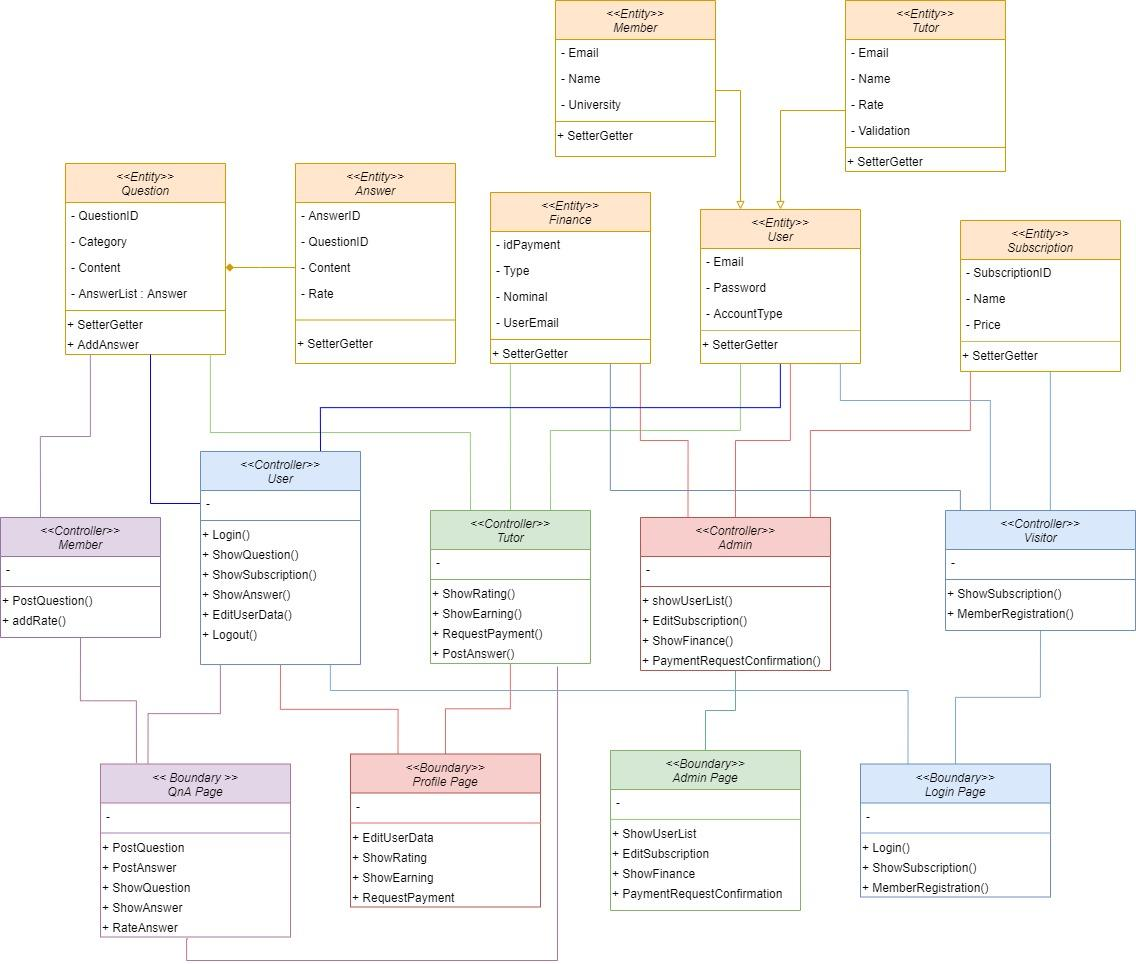 <<Entity>>
Member
- Email
- Name
- University
+ SetterGetter
<<Entity>>
Tutor
- Email
- Name
- Rate
- Validation
+ SetterGetter
<<Entity>>
Question
- QuestionID
- Category
- Content
- AnswerList : Answer
+ SetterGetter
+ AddAnswer
<<Entity>>
Answer
- AnswerID
- QuestionID
- Content
- Rate
+ SetterGetter
<<Entity>>
Finance
- idPayment
- Type
- Nominal
- UserEmail
+ SetterGetter
<<Entity>>
User
- Email
- Password
- AccountType
+ SetterGetter
<<Entity>>
Subscription
- SubscriptionID
- Name
- Price
+ SetterGetter
<<Controller>>
Member
-
+ PostQuestion()
+ addRate()
<<Controller>>
User
-
+ Login()
+ ShowQuestion()
+ ShowSubscription()
+ ShowAnswer()
+ EditUserData()
+ Logout()
<<Controller>>
Tutor
-
+ ShowRating()
+ ShowEarning()
+ RequestPayment()
+ PostAnswer()
<<Controller>>
Admin
-
+ showUserList()
+ EditSubscription()
+ ShowFinance()
+ PaymentRequestConfirmation()
<<Controller>>
Visitor
-
+ ShowSubscription()
+ MemberRegistration()
<< Boundary >>
QnA Page
-
+ PostQuestion
+ PostAnswer
+ ShowQuestion
+ ShowAnswer
+ RateAnswer
<<Boundary>>
Profile Page
-
+ EditUserData
+ ShowRating
+ ShowEarning
+ RequestPayment
<<Boundary>>
Admin Page
-
+ ShowUserList
+ EditSubscription
+ ShowFinance
+ PaymentRequestConfirmation
<<Boundary>>
Login Page
-
+ Login()
+ ShowSubscription()
+ MemberRegistration()